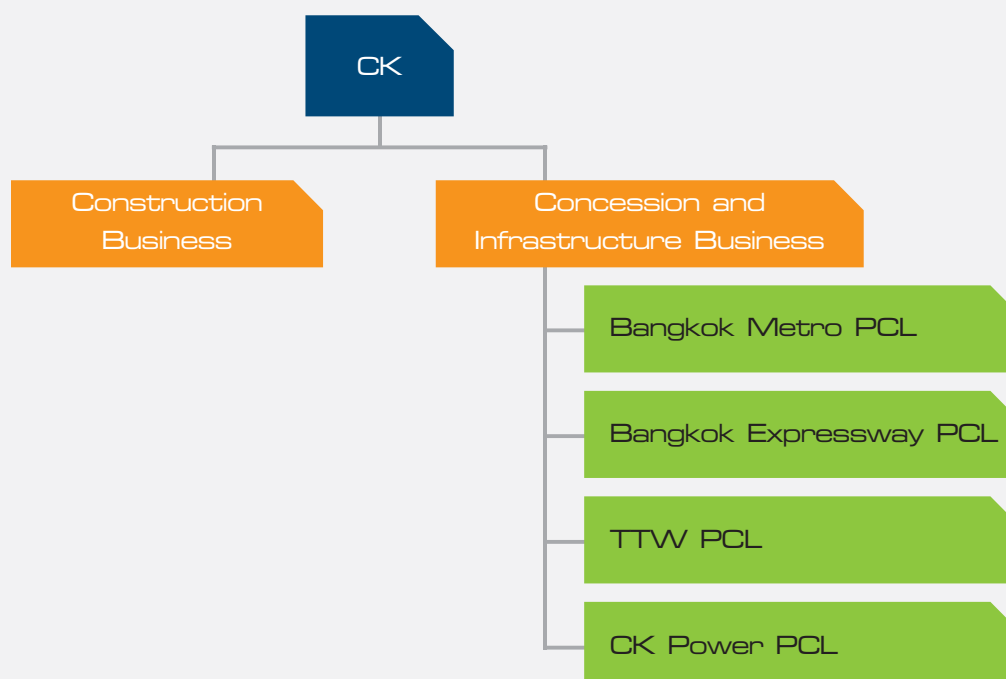 CK
Construction
Business
Concession and
Infrastructure Business
Bangkok Metro PCL
Bangkok Expressway PCL
TTW PCL
CK Power PCL